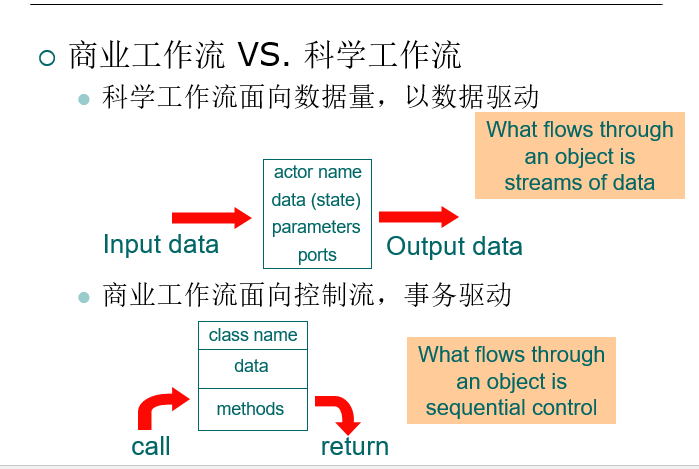 商业工作流 VS. 科学工作流
科学工作流面向数据量，以数据驱动
What flows through
an object is
streams of data
actor name
data (state)
parameters
ports
Input data
Output data
商业工作流面向控制流，事务驱动
class name
data
methods
What flows through
an object is
sequential control
call
return